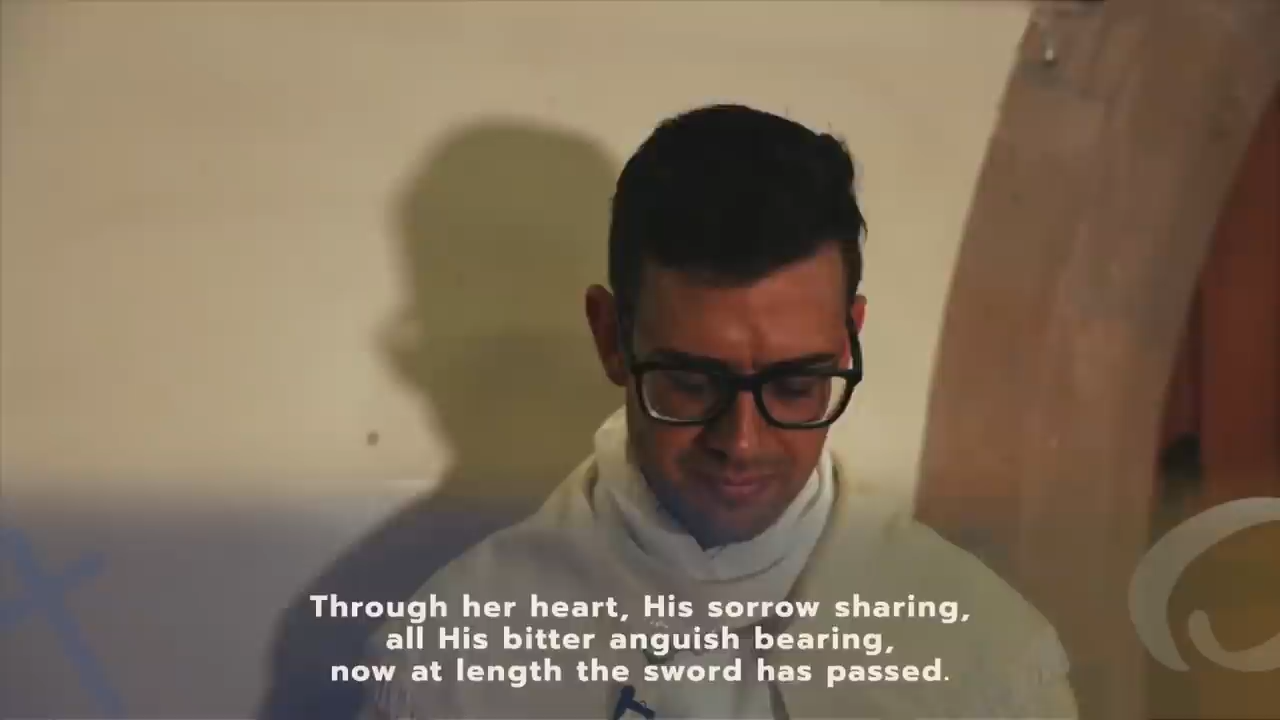 Through her heart, His sorrow sharing,
all His bitter anguish bearing,
now at length the sword has passed.